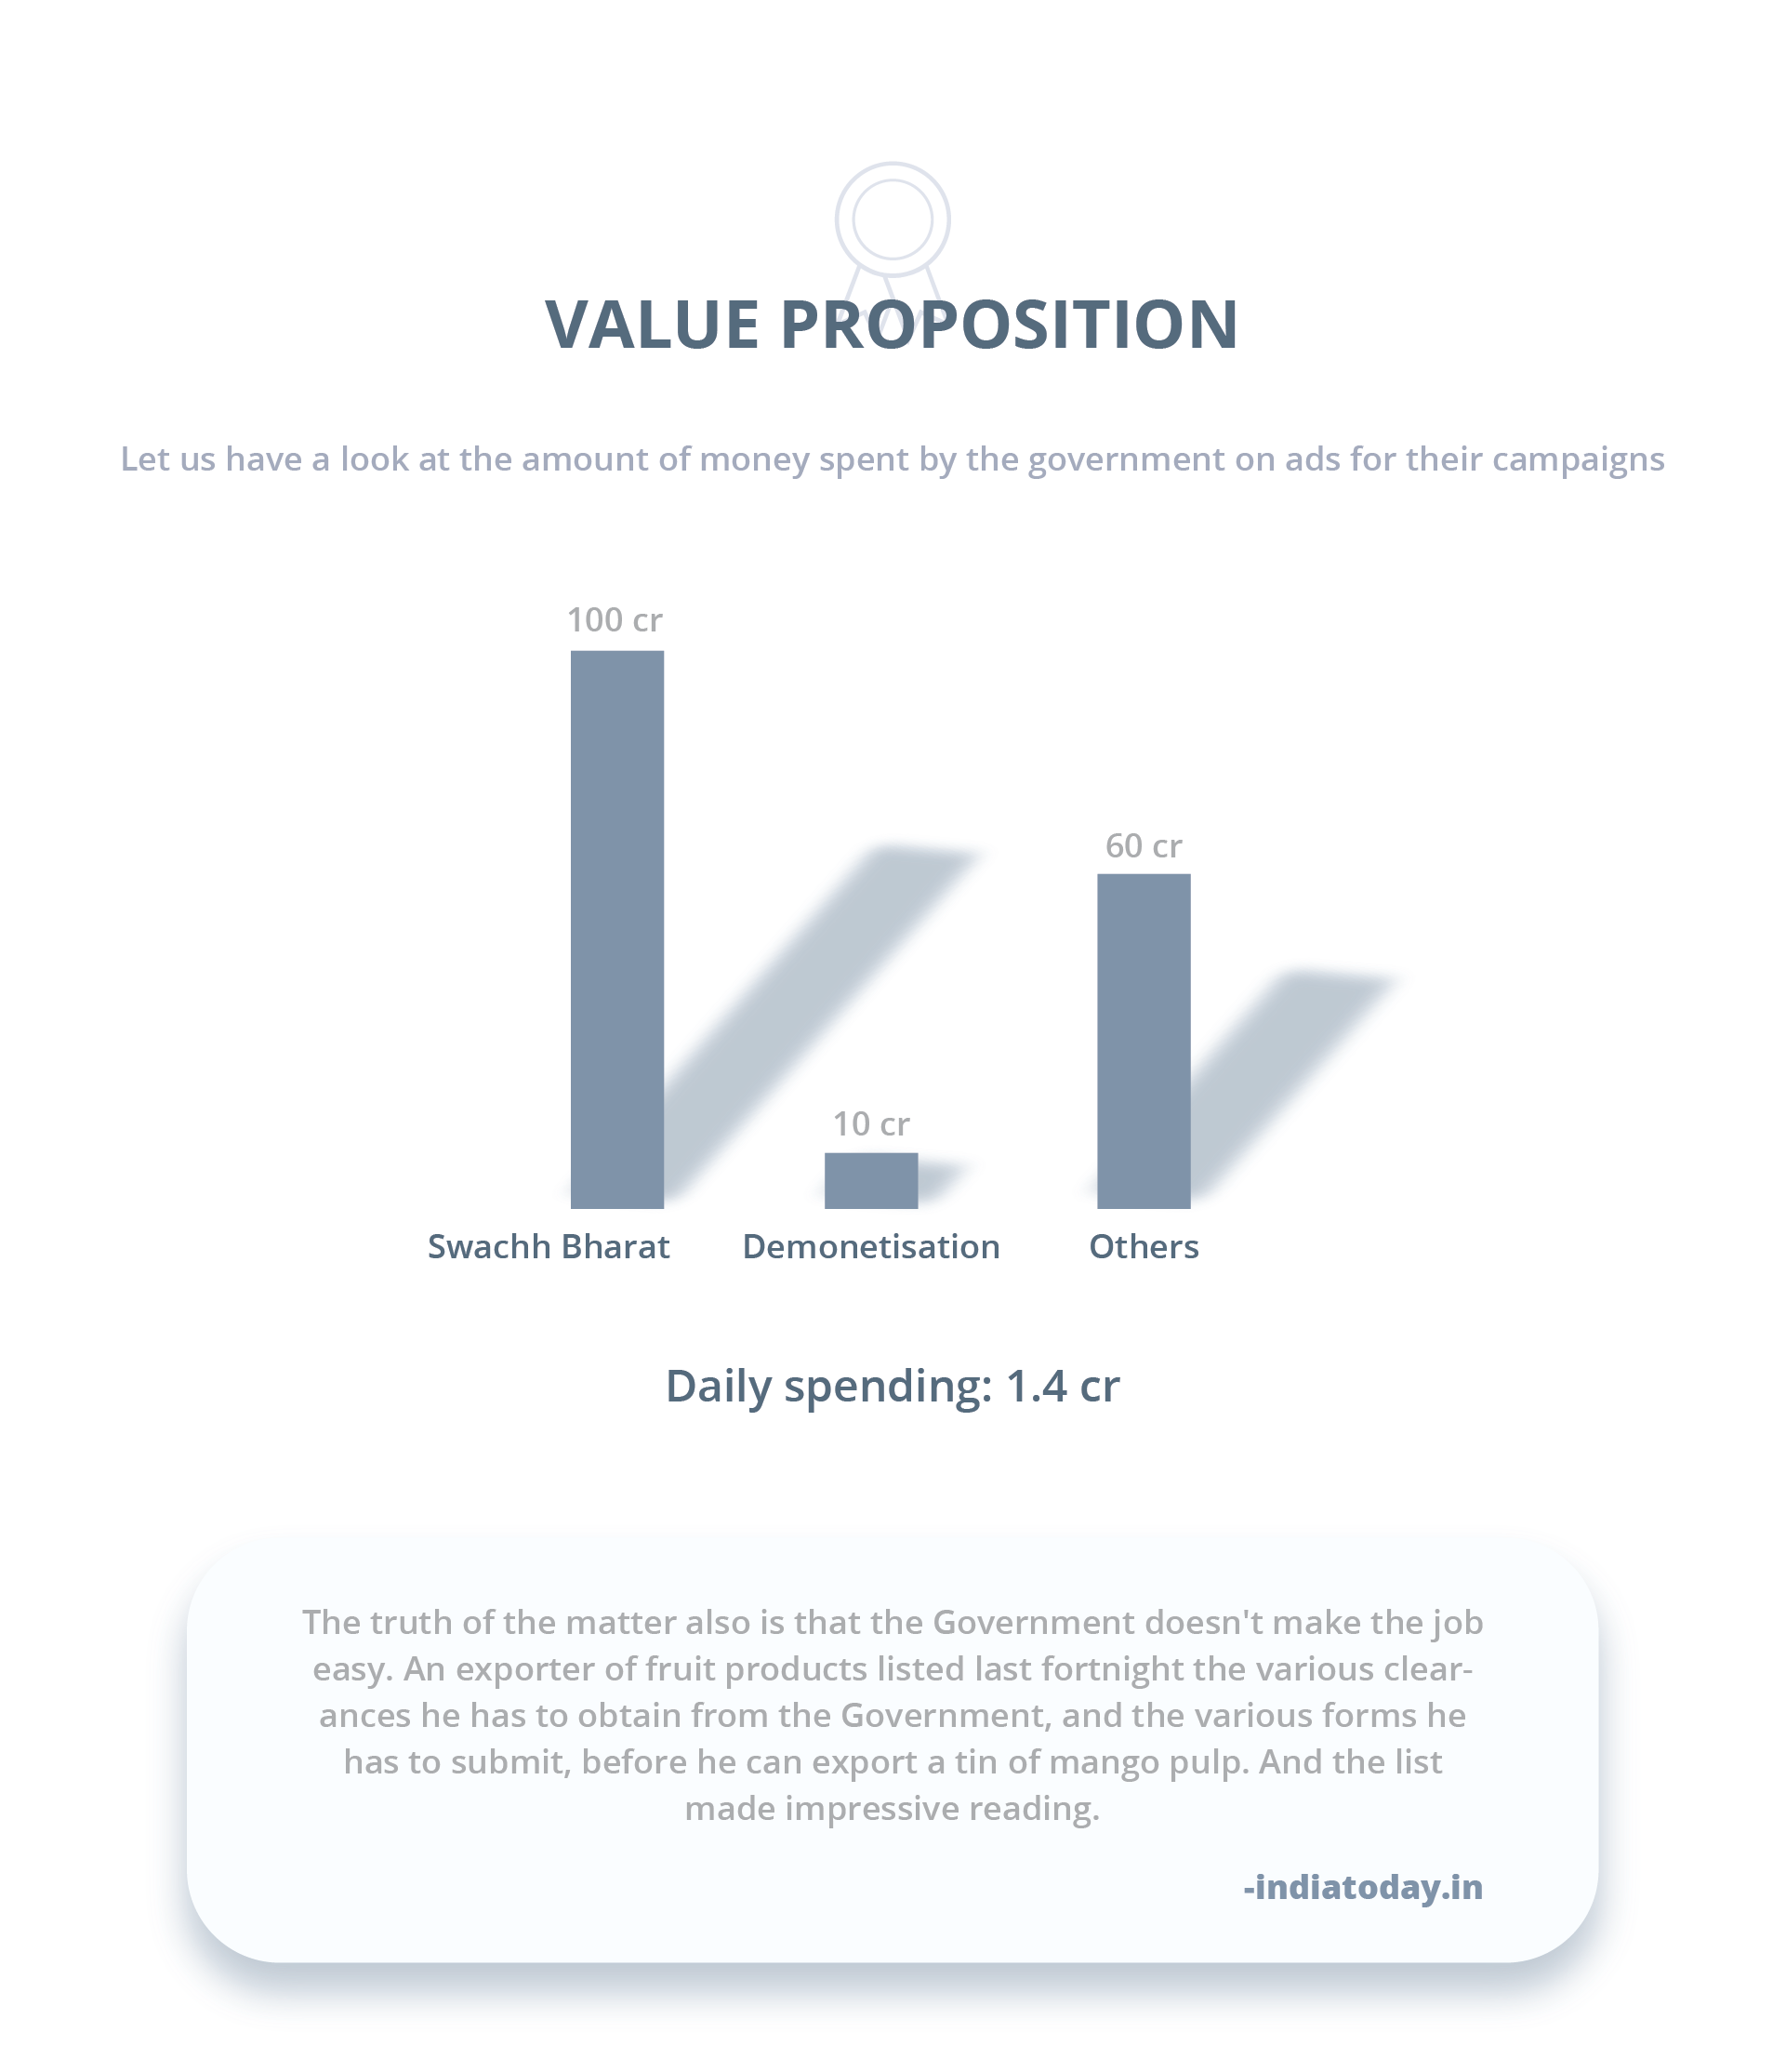 VALUE PROPOSITION
Let us have a look at the amount of money spent by the government on ads for their campaigns
100 cr
60 cr
10 cr
Swachh Bharat
Demonetisation
Others
Daily spending: 1.4 cr
The truth of the matter also is that the Government doesn't make the job
easy. An exporter of fruit products listed last fortnight the various clear-
ances he has to obtain from the Government, and the various forms he
has to submit, before he can export a tin of mango pulp. And the list
made impressive reading.
-indiatoday.in